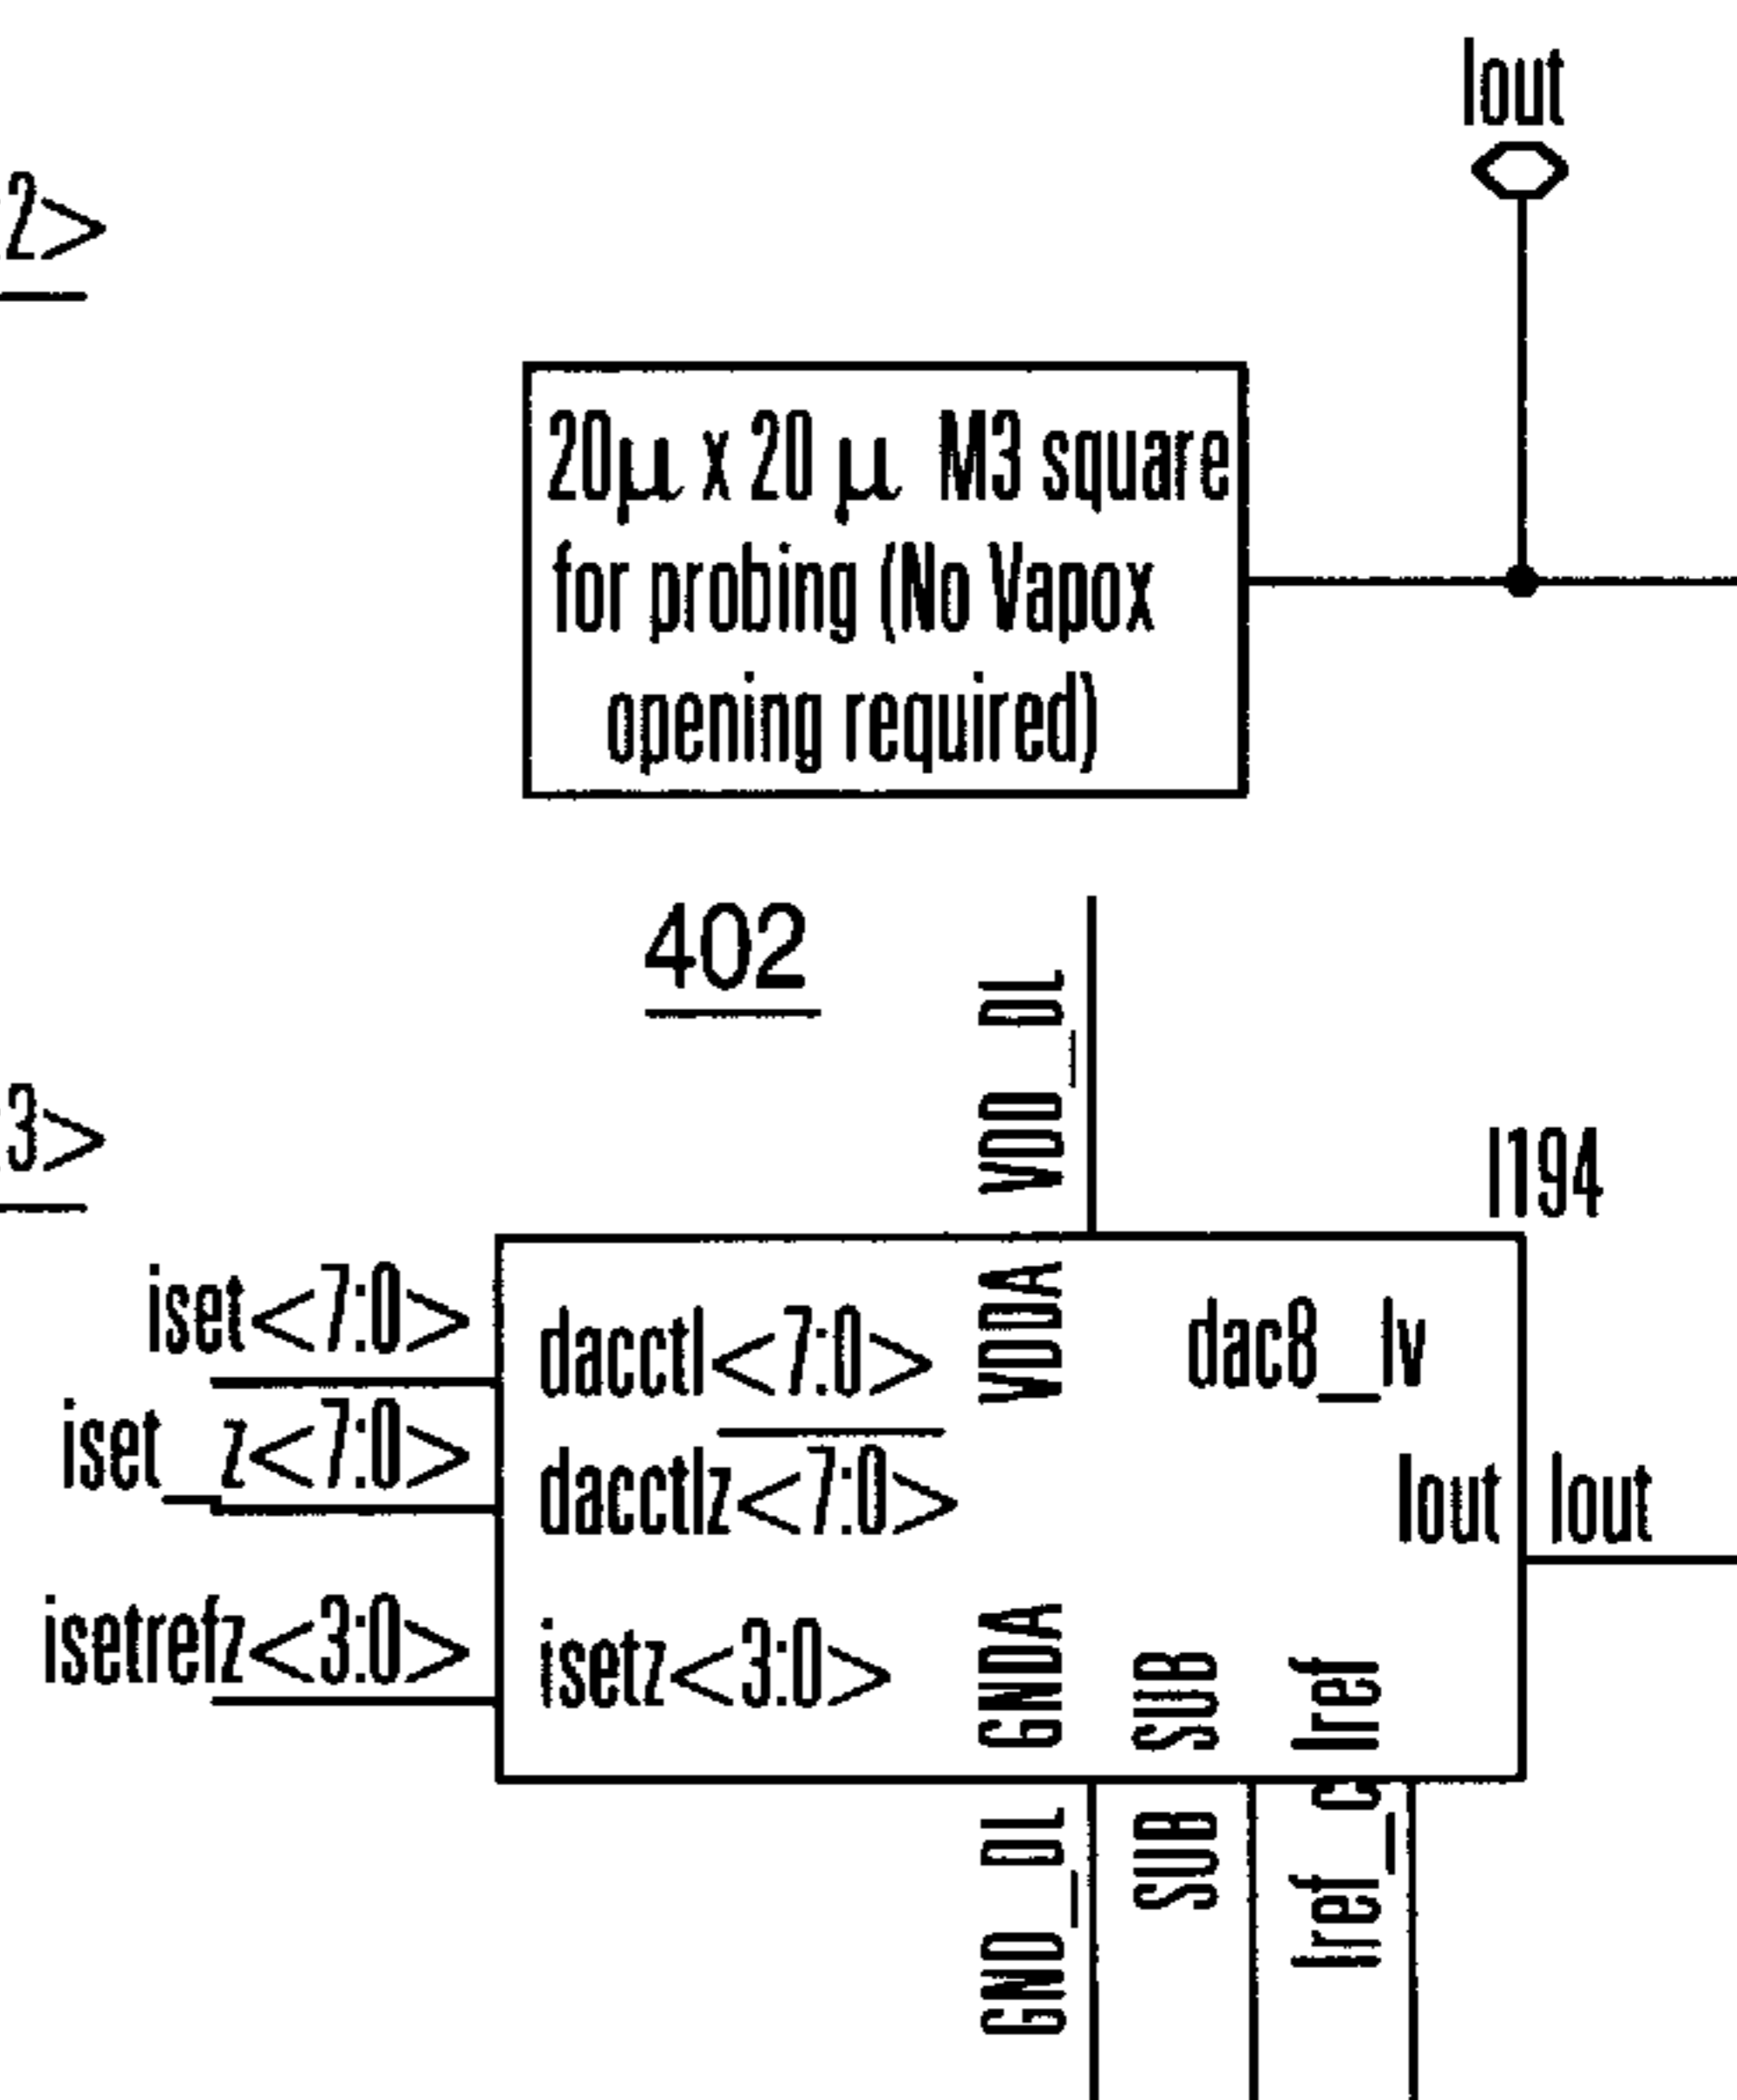 Iout
2>
20μ x 20 μ M3 square
for probing (No Vapox
opening required)
402
VDD_DL
3>
I194
iset<7:0>
dacctl<7:0>
VDDA
dac8_lv
iset_z<7:0>
dacctlz<7:0>
Iout
Iout
isetrefz<3:0>
isetz<3:0>
GNDA
SUB
Iref
GND_DL
SUB
Iref_c